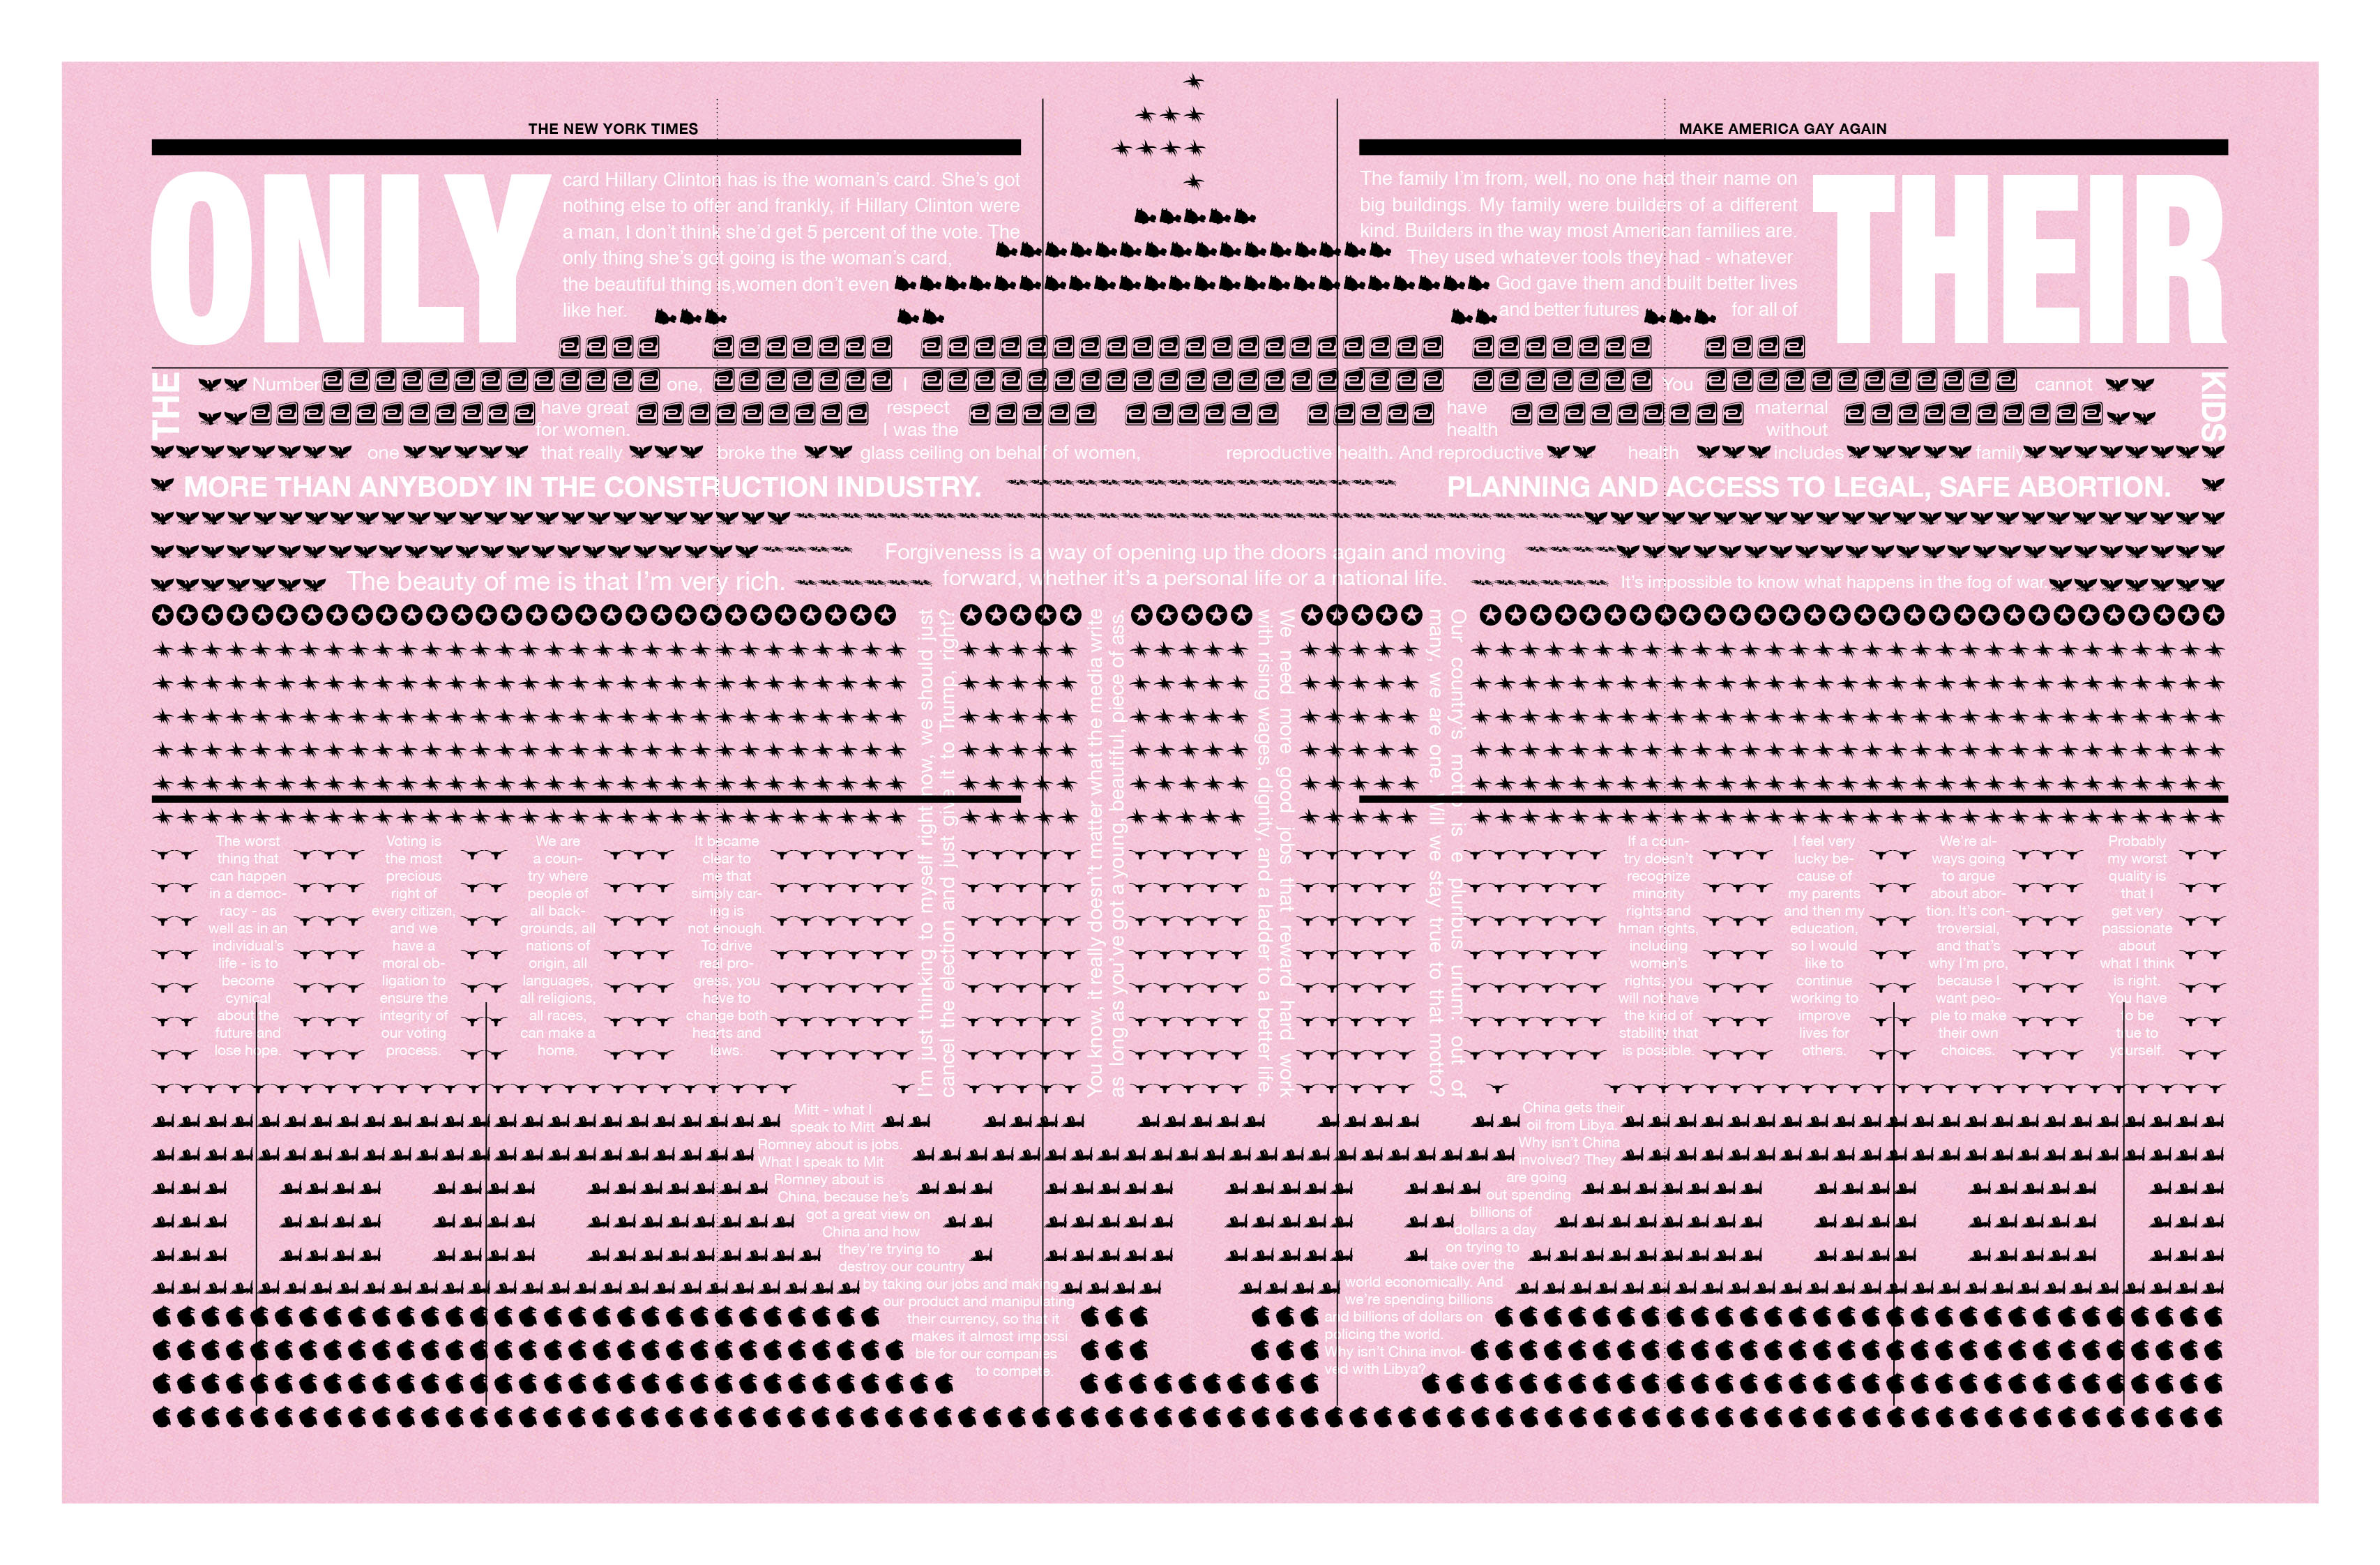 THE NEW YORK TIMES
MAKE AMERICA GAY AGAIN
ONLY
card Hillary Clinton has is the woman's card. She's got
nothing else to offer and frankly, if Hillary Clinton were
a man, I don't think she'd get 5 percent of the vote. The
only thing she's got going is the woman's card,
the beautiful thing is,women don't even
like her.
The family I'm from, well, no one had their name on
big buildings. My family were builders of a different
kind. Builders in the way most American families are.
They used whatever tools they had - whatever
God gave them and built better lives
and better futures for all of
THEIR
THE
Number one, I
have great respect
for women. I was the
one that really broke the glass ceiling on behalf of women,
MORE THAN ANYBODY IN THE CONSTRUCTION INDUSTRY.
KIDS
You cannot
have maternal
health without
reproductive health. And reproductive health includes family
PLANNING AND ACCESS TO LEGAL, SAFE ABORTION.
Forgiveness is a way of opening up the doors again and moving
forward, whether it's a personal life or a national life.
The beauty of me is that I'm very rich.
It's impossible to know what happens in the fog of war.
I'm just thinking to myself right now, we should just
cancel the election and just give it to Trump, right?
You know, it really doesn't matter what the media write
as long as you've got a young, beautiful, piece of ass.
We need more good jobs that reward hard work
with rising wages, dignity, and a ladder to a better life.
Our country's motto is e pluribus unum: out of
many, we are one. Will we stay true to that motto?
The worst
thing that
can happen
in a democ-
racy - as
well as in an
individual's
life - is to
become
cynical
about the
future and
lose hope.
Voting is
the most
precious
right of
every citizen,
and we
have a
moral ob-
ligation to
ensure the
integrity of
our voting
process.
We are
a coun-
try where
people of
all back-
grounds, all
nations of
origin, all
languages,
all religions,
all races,
can make a
home.
It became
clear to
me that
simply car-
ing is
not enough.
To drive
real pro-
gress, you
have to
change both
hearts and
laws.
If a coun-
try doesn't
recognize
minority
rights and
hman rights,
including
women's
rights, you
will not have
the kind of
stability that
is possible.
I feel very
lucky be-
cause of
my parents
and then my
education,
so I would
like to
continue
working to
improve
lives for
others.
We're al-
ways going
to argue
about abor-
tion. It's con-
troversial,
and that's
why I'm pro,
because I
want peo-
ple to make
their own
choices.
Probably
my worst
quality is
that I
get very
passionate
about
what I think
is right.
You have
to be
true to
yourself.
Mitt - what I
speak to Mitt
Romney about is jobs.
What I speak to Mit
Romney about is
China, because he's
got a great view on
China and how
they're trying to
destroy our country
by taking our jobs and making
our product and manipulating
their currency, so that it
makes it almost impossi
ble for our companies
to compete.
China gets their
oil from Libya.
Why isn't China
involved? They
are going
out spending
billions of
dollars a day
on trying to
take over the
world economically. And
we're spending billions
and billions of dollars on
policing the world.
Why isn't China invol-
ved with Libya?